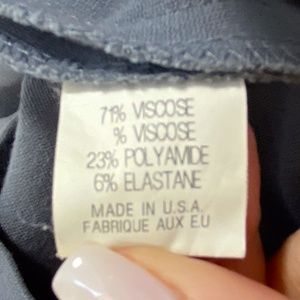 71% VISCOSE
% VISCOSE
23% POLYAMIDE
6% ELASTANE
MADE IN U.S.A.
FABRIQUE AUX EU